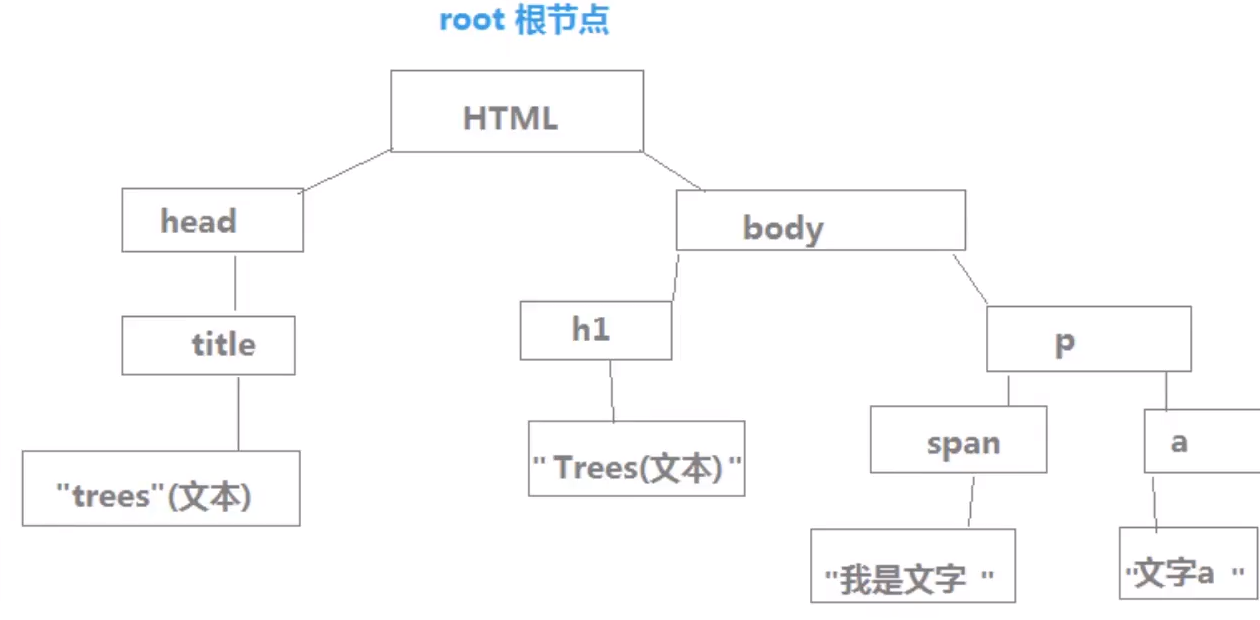 root 根节点
HTML
head
body
title
h1
p
span
a
"trees"(文本)
" Trees(文本) "
"我是文字 "
"文字a "